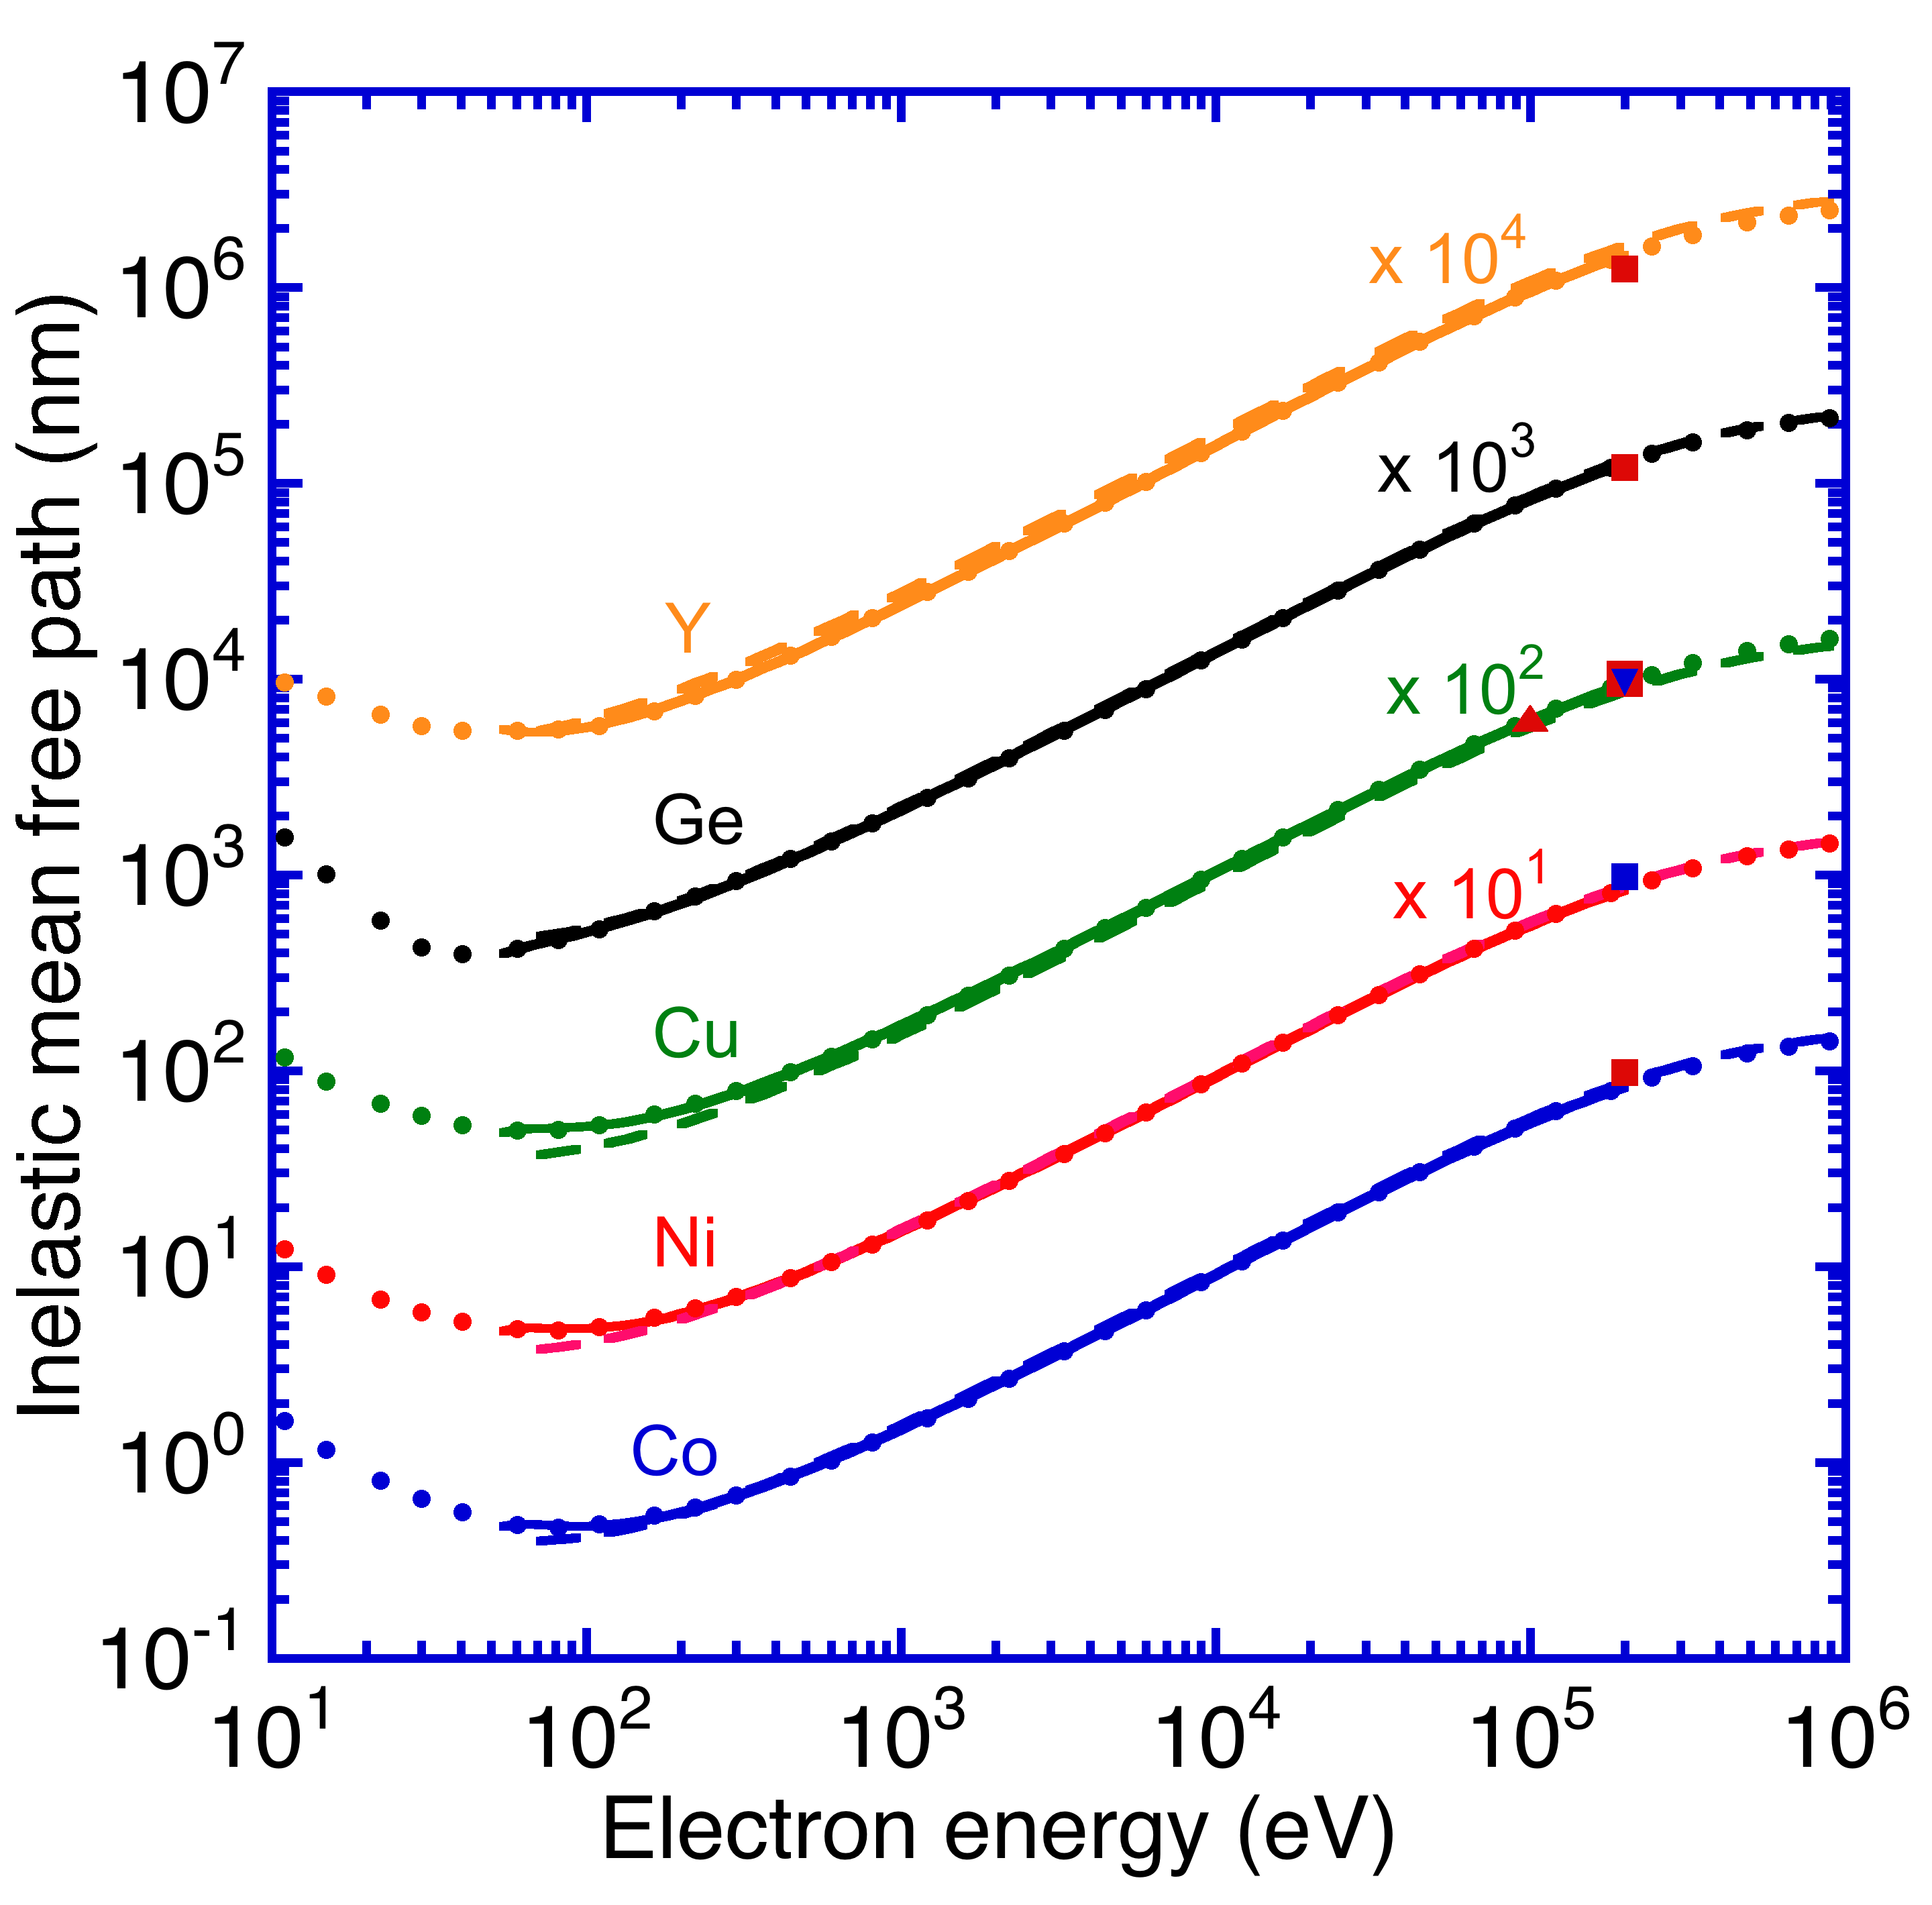 Inelastic mean free path (nm)
10^7
10^6
10^5
10^4
10^3
10^2
10^1
10^0
10^-1
x 10^4
Y
x 10^3
Ge
x 10^2
Cu
x 10^1
Ni
Co
10^1 10^2 10^3 10^4 10^5 10^6
Electron energy (eV)